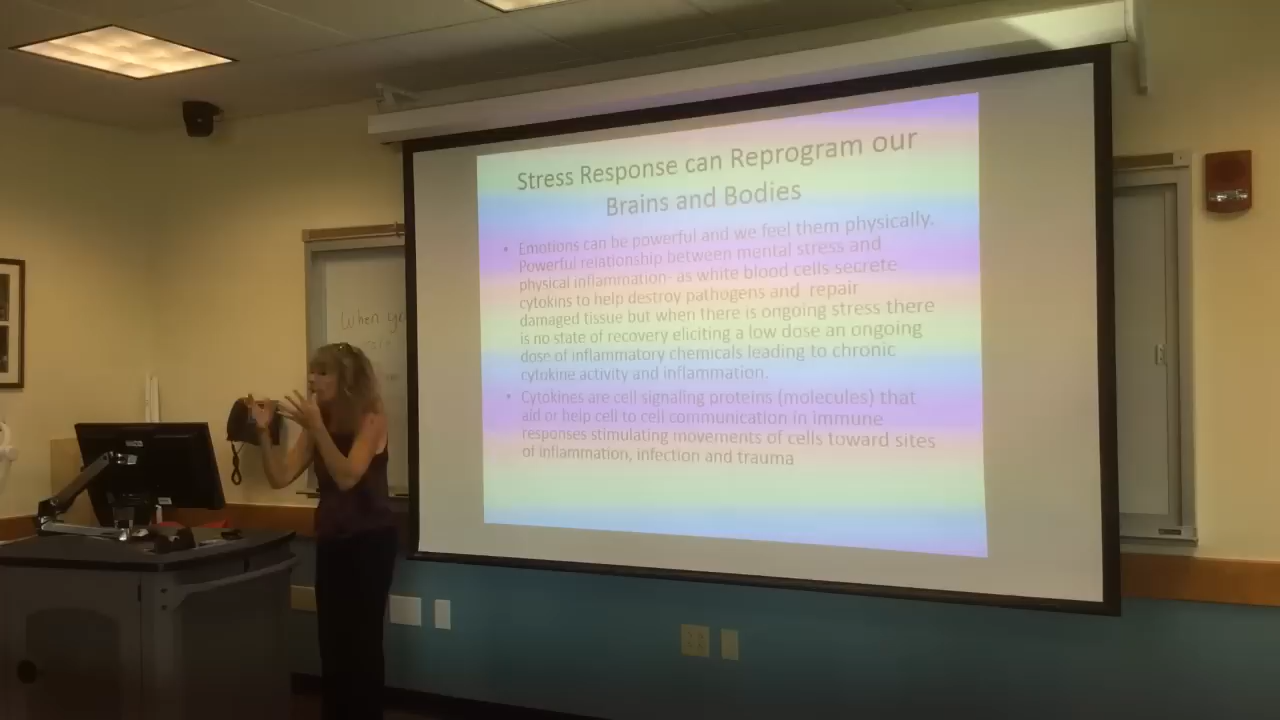 Stress Response can Reprogram our
Brains and Bodies
• Emotions can be powerful and we feel them physically.
Powerful relationship between mental stress and
physical inflammation- as white blood cells secrete
cytokins to help destroy pathogens and repair
damaged tissue but when there is ongoing stress there
is no state of recovery eliciting a low dose an ongoing
dose of inflammatory chemicals leading to chronic
cytokine activity and inflammation.
• Cytokines are cell signaling proteins (molecules) that
aid or help cell to cell communication in immune
responses stimulating movements of cells toward sites
of inflammation, infection and trauma
When